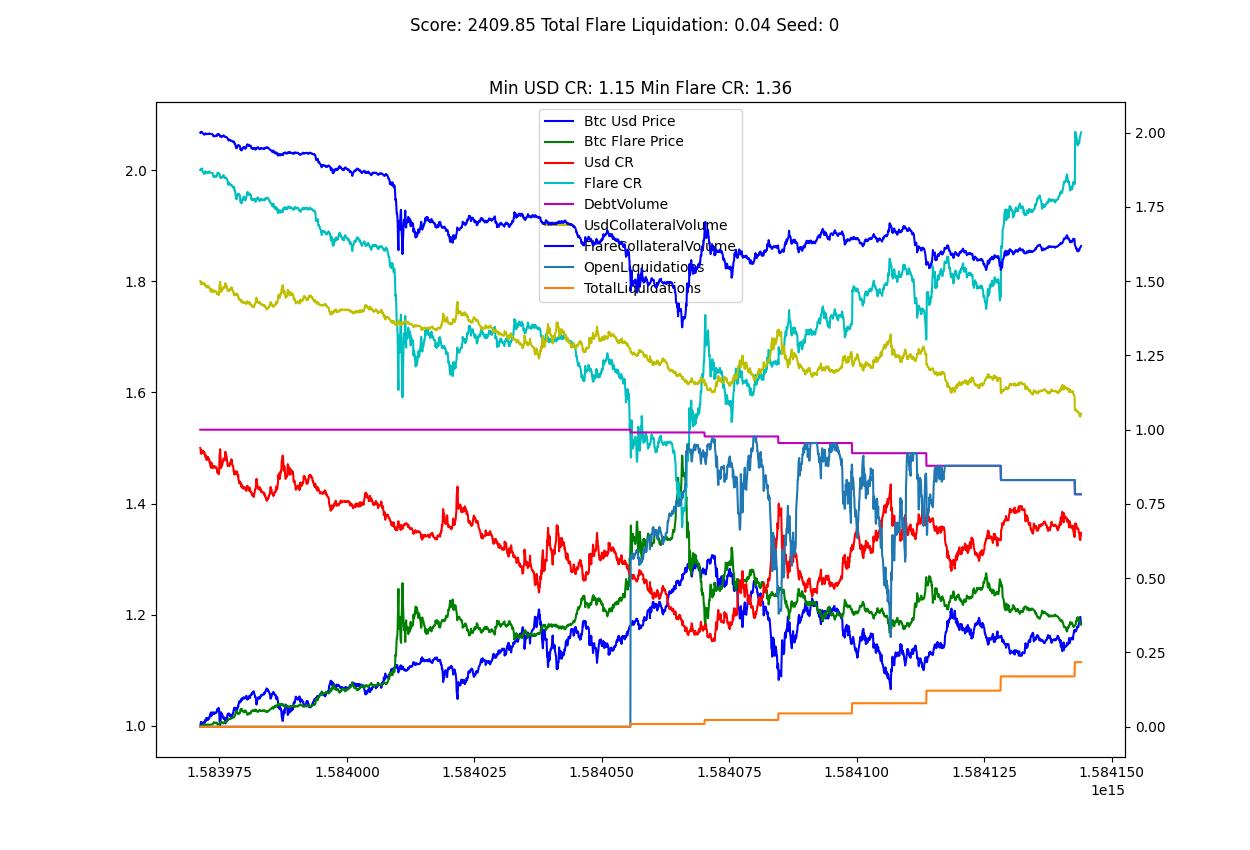 Score: 2409.85 Total Flare Liquidation: 0.04 Seed: 0
Min USD CR: 1.15 Min Flare CR: 1.36
Btc Usd Price
Btc Flare Price
Usd CR
Flare CR
DebtVolume
UsdCollateralVolume
FlareCollateralVolume
OpenLiquidations
TotalLiquidations
2.0
1.8
1.6
1.4
1.2
1.0
2.00
1.75
1.50
1.25
1.00
0.75
0.50
0.25
0.00
1.583975 1.584000 1.584025 1.584050 1.584075 1.584100 1.584125 1.584150
1e15